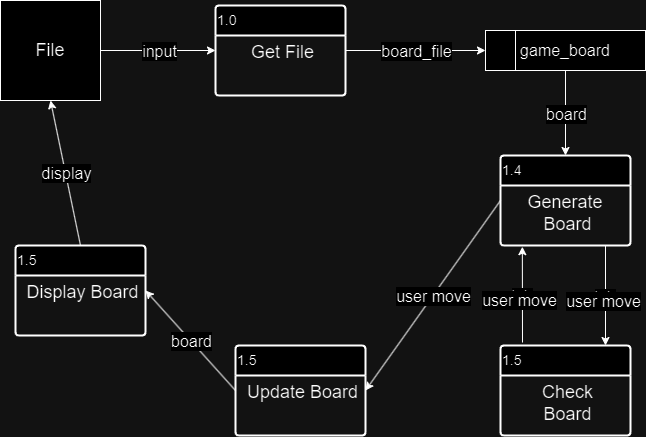 File
input
1.0
Get File
board_file
game_board
board
1.4
Generate
Board
display
1.5
Display Board
user move
user move
user move
board
1.5
Update Board
1.5
Check
Board